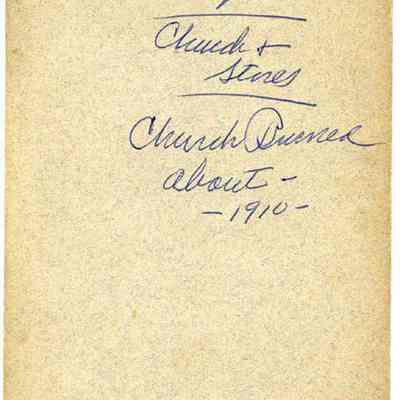 Church &
Stores
Church Burned
about -
- 1910 -